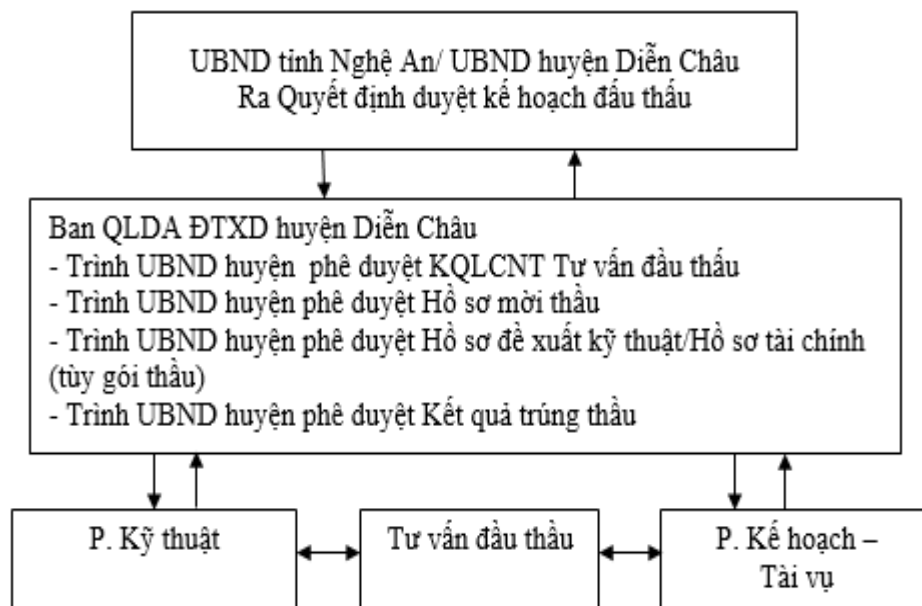 UBND tỉnh Nghệ An/ UBND huyện Diễn Châu
Ra Quyết định duyệt kế hoạch đấu thầu
Ban QLDA ĐTXD huyện Diễn Châu
- Trình UBND huyện phê duyệt KQLCNT Tư vấn đầu thầu
- Trình UBND huyện phê duyệt Hồ sơ mời thầu
- Trình UBND huyện phê duyệt Hồ sơ đề xuất kỹ thuật/Hồ sơ tài chính
(tùy gói thầu)
- Trình UBND huyện phê duyệt Kết quả trúng thầu
P. Kỹ thuật
Tư vấn đầu thầu
P. Kế hoạch –
Tài vụ